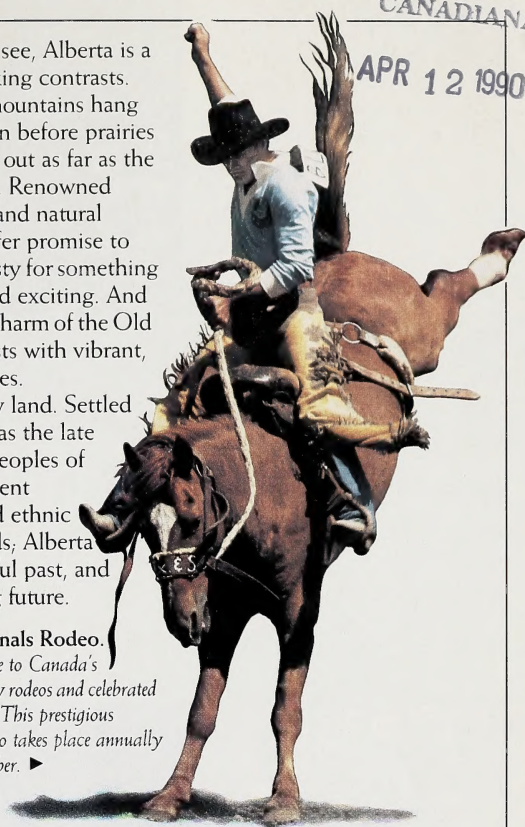 CANADIANA
APR 12 1990
see, Alberta is a
king contrasts.
nountains hang
n before prairies
out as far as the
Renowned
and natural
fer promise to
sty for something
d exciting. And
harm of the Old
sts with vibrant,
es.
y land. Settled
as the late
eoples of
ent
d ethnic
ds; Alberta
ul past, and
g future.
nals Rodeo.
e to Canada's
y rodeos and celebrated
This prestigious
o takes place annually
ber. ▶
K&S